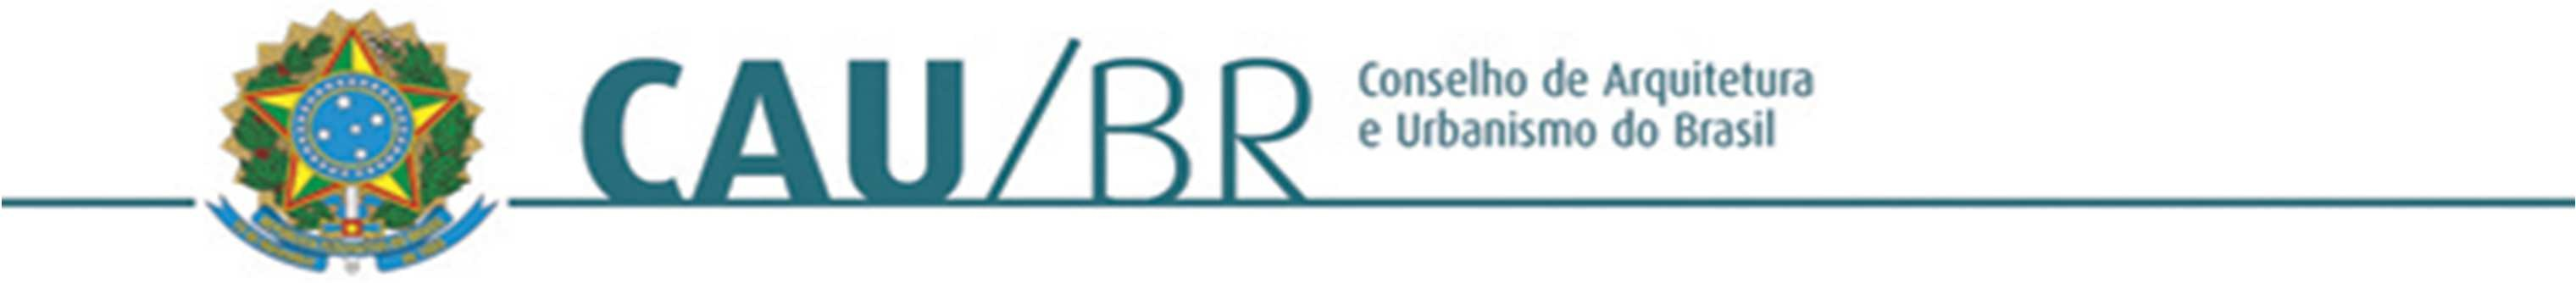 CAU/BR
Conselho de Arquitetura
e Urbanismo do Brasil